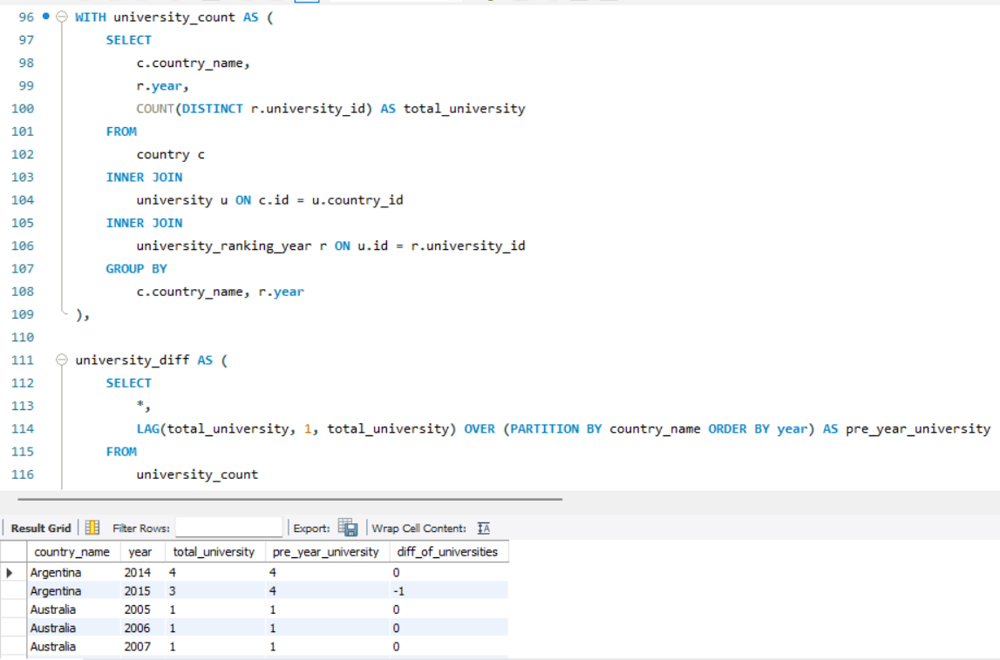 96 WITH university_count AS (
97 SELECT
98 c.country_name,
99 r.year,
100 COUNT(DISTINCT r.university_id) AS total_university
101 FROM
102 country c
103 INNER JOIN
104 university u ON c.id = u.country_id
105 INNER JOIN
106 university_ranking_year r ON u.id = r.university_id
107 GROUP BY
108 c.country_name, r.year
109 ),
110
111 university_diff AS (
112 SELECT
113 *,
114 LAG(total_university, 1, total_university) OVER (PARTITION BY country_name ORDER BY year) AS pre_year_university
115 FROM
116 university_count
Result Grid Filter Rows: Export: Wrap Cell Content: IA
country_name year total_university pre_year_university diff_of_universities
Argentina 2014 4 4 0
Argentina 2015 3 4 -1
Australia 2005 1 1 0
Australia 2006 1 1 0
Australia 2007 1 1 0